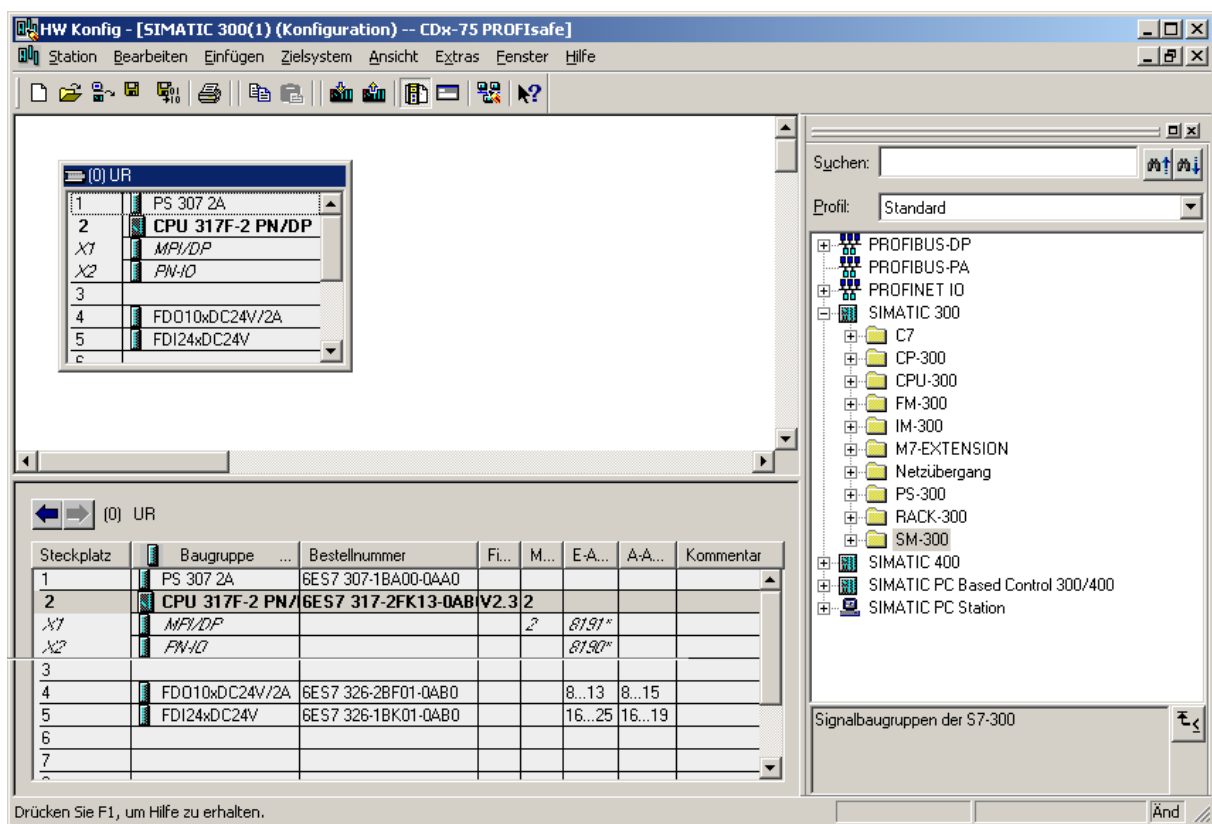 HW Konfig - [SIMATIC 300(1) (Konfiguration) -- CDx-75 PROFIsafe]
Station Bearbeiten Einfügen Zielsystem Ansicht Extras Fenster Hilfe
(0) UR
1 PS 307 2A
2 CPU 317F-2 PN/DP
X1 MPI/DP
X2 PN-IO
3
4 FDO10xDC24V/2A
5 FDI24xDC24V
6
Suchen:
Profil: Standard
PROFIBUS-DP
PROFIBUS-PA
PROFINET IO
SIMATIC 300
C7
CP-300
CPU-300
FM-300
IM-300
M7-EXTENSION
Netzübergang
PS-300
RACK-300
SM-300
SIMATIC 400
SIMATIC PC Based Control 300/400
SIMATIC PC Station
Signalbaugruppen der S7-300
(0) UR
Steckplatz Baugruppe ... Bestellnummer Fi... M... E-A... A-A... Kommentar
1 PS 307 2A 6ES7 307-1BA00-0AA0
2 CPU 317F-2 PN/ 6ES7 317-2FK13-0AB V2.3 2
X1 MPI/DP 2 8191*
X2 PN-IO 8190*
3
4 FDO10xDC24V/2A 6ES7 326-2BF01-0AB0 8...13 8...15
5 FDI24xDC24V 6ES7 326-1BK01-0AB0 16...25 16...19
6
7
Drücken Sie F1, um Hilfe zu erhalten.
Änd